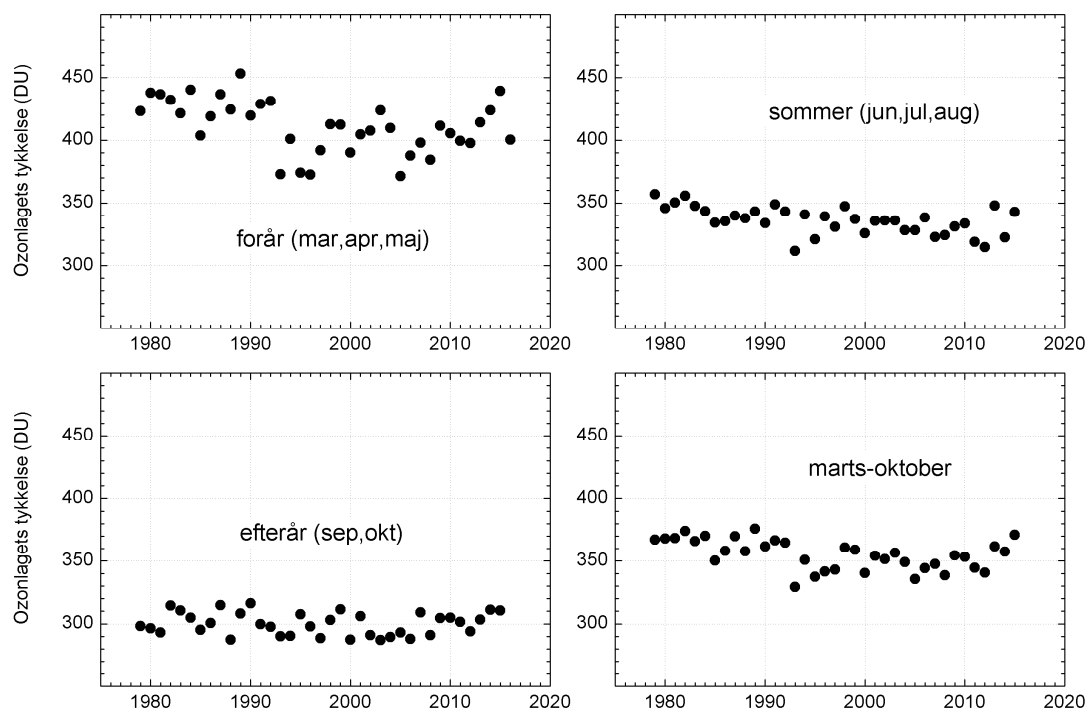 Ozonlagets tykkelse (DU)
450
400
350
300
forår (mar,apr,maj)
1980 1990 2000 2010 2020
450
400
350
300
sommer (jun,jul,aug)
1980 1990 2000 2010 2020
Ozonlagets tykkelse (DU)
450
400
350
300
efterår (sep,okt)
1980 1990 2000 2010 2020
450
400
350
300
marts-oktober
1980 1990 2000 2010 2020